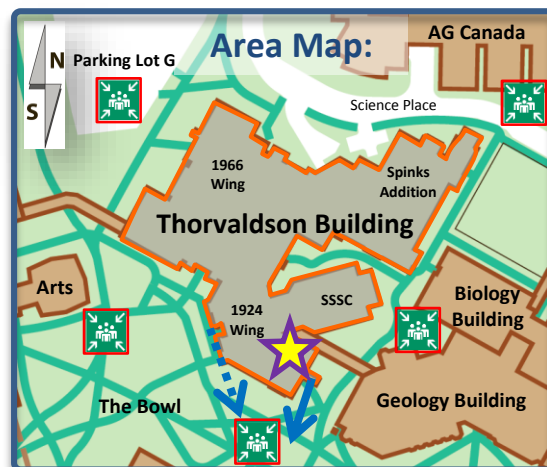 Area Map:
AG Canada
N
S
Parking Lot G
Science Place
1966
Wing
Spinks
Addition
Thorvaldson Building
Arts
1924
Wing
SSSC
Biology
Building
The Bowl
Geology Building